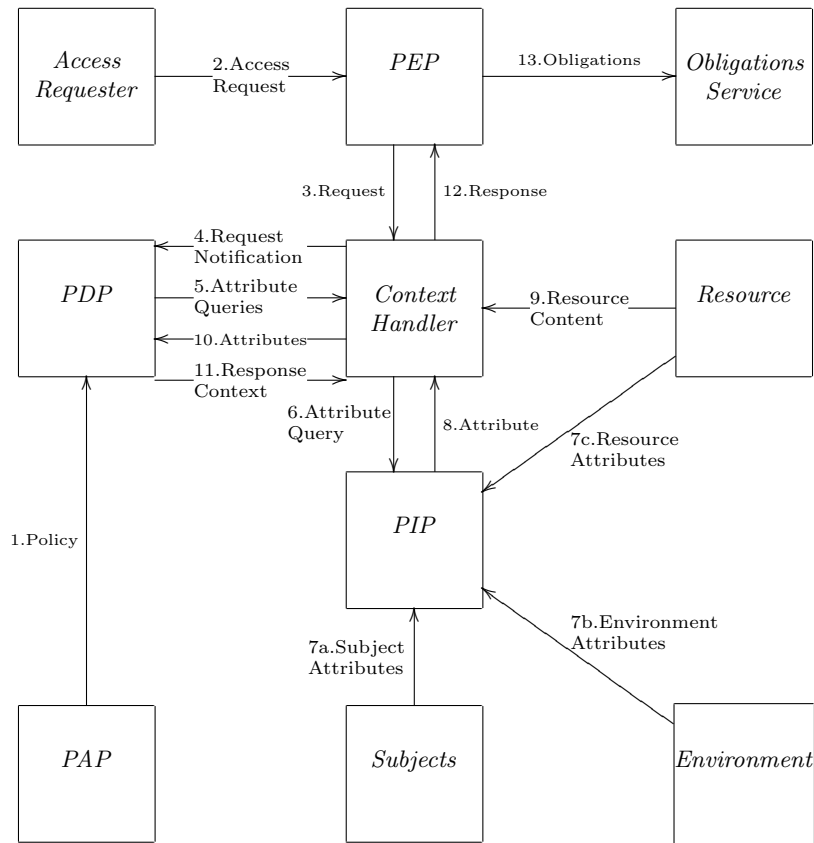 Access
Requester
2.Access
Request
PEP
13.Obligations
Obligations
Service
3.Request
12.Response
PDP
4.Request
Notification
5.Attribute
Queries
10.Attributes
11.Response
Context
Context
Handler
9.Resource
Content
Resource
6.Attribute
Query
8.Attribute
7c.Resource
Attributes
PIP
1.Policy
7a.Subject
Attributes
7b.Environment
Attributes
PAP
Subjects
Environment